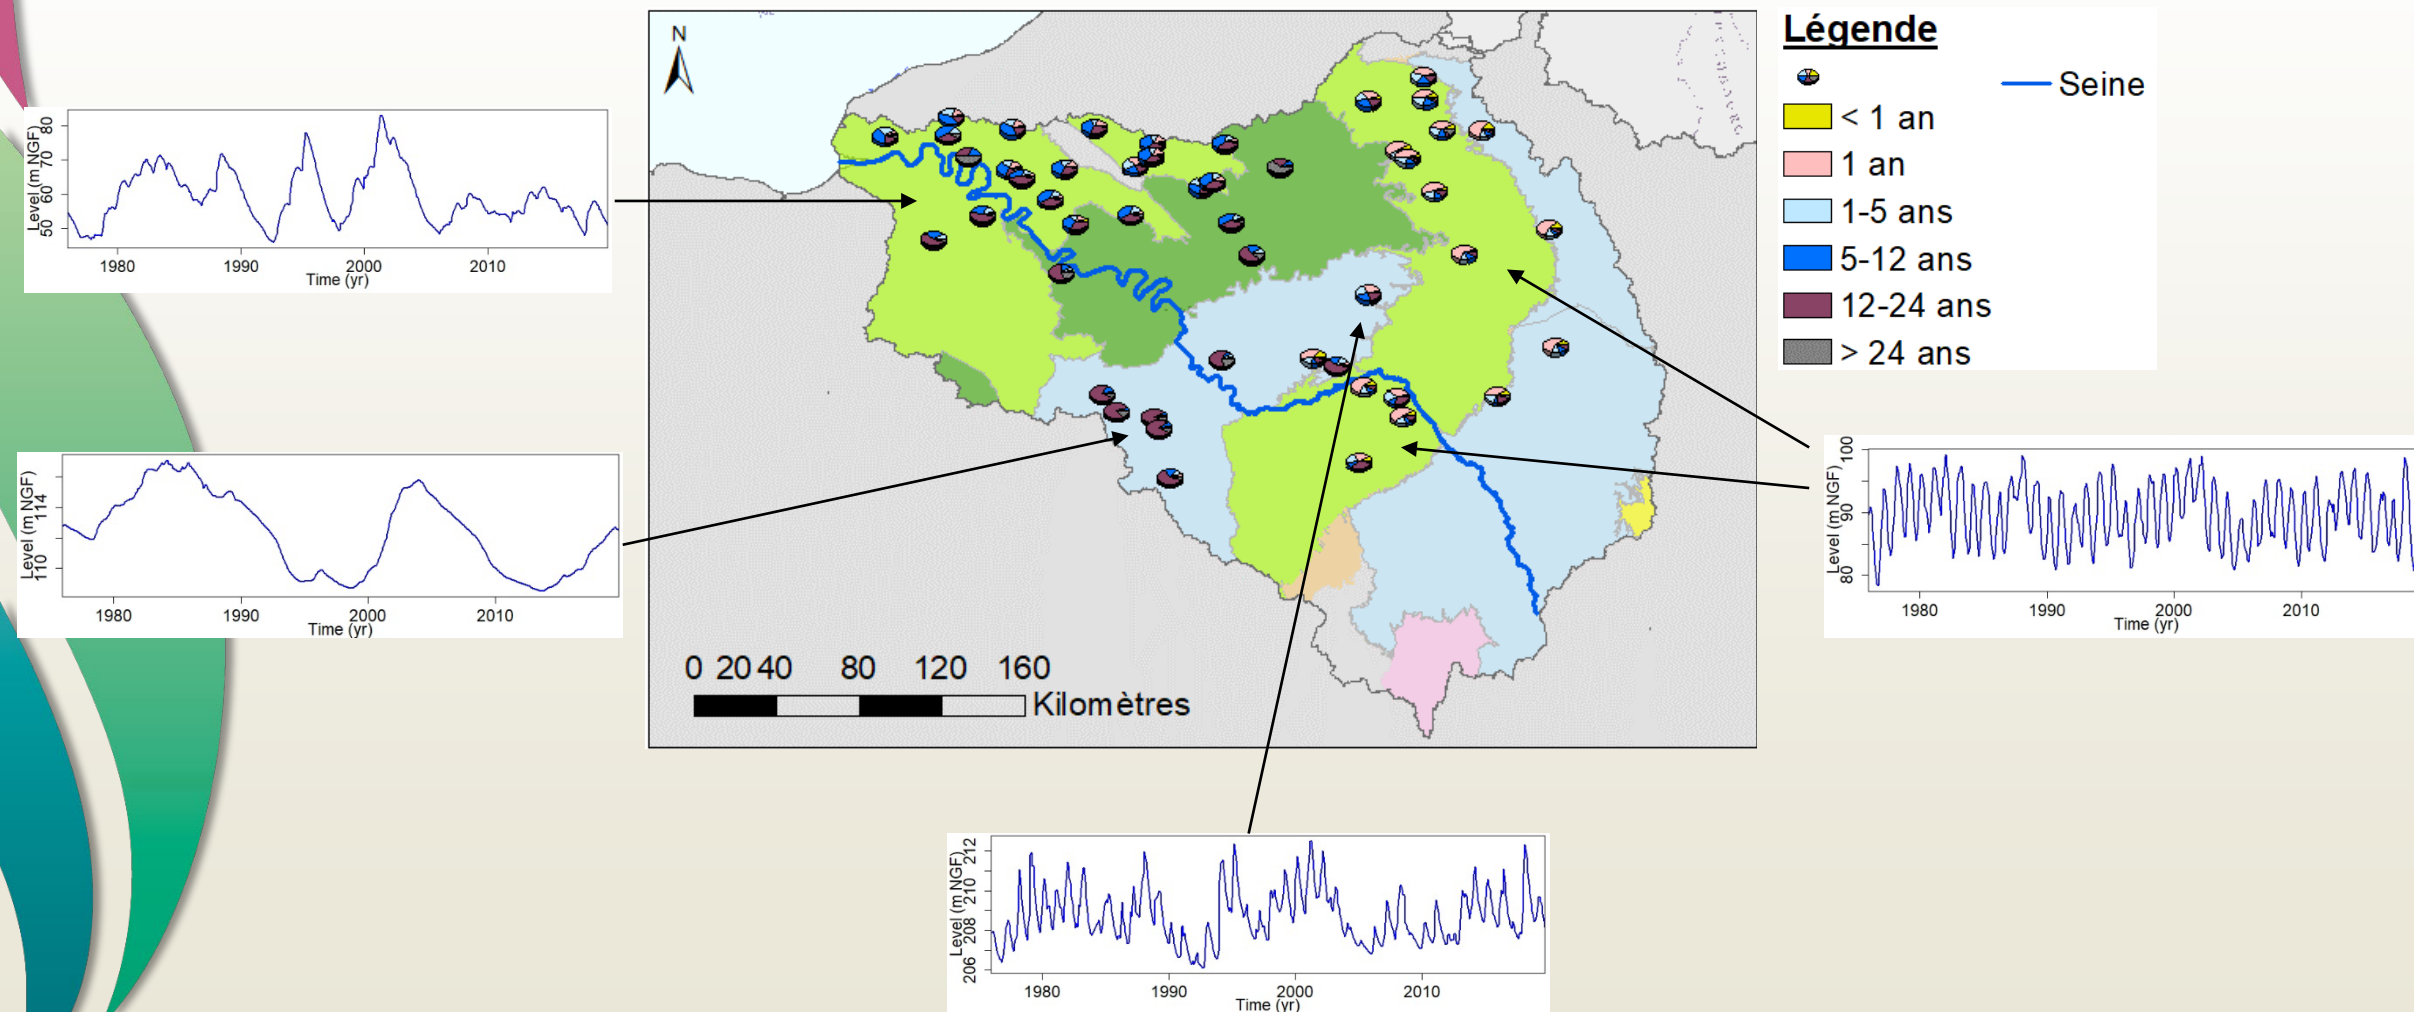 N
0 20 40 80 120 160
Kilomètres
Légende
Seine
< 1 an
1 an
1-5 ans
5-12 ans
12-24 ans
> 24 ans
Level (m NGF)
80
70
60
50
1980 1990 2000 2010
Time (yr)
Level (m NGF)
114
110
1980 1990 2000 2010
Time (yr)
Level (m NGF)
100
90
80
1980 1990 2000 2010
Time (yr)
Level (m NGF)
212
210
208
206
1980 1990 2000 2010
Time (yr)